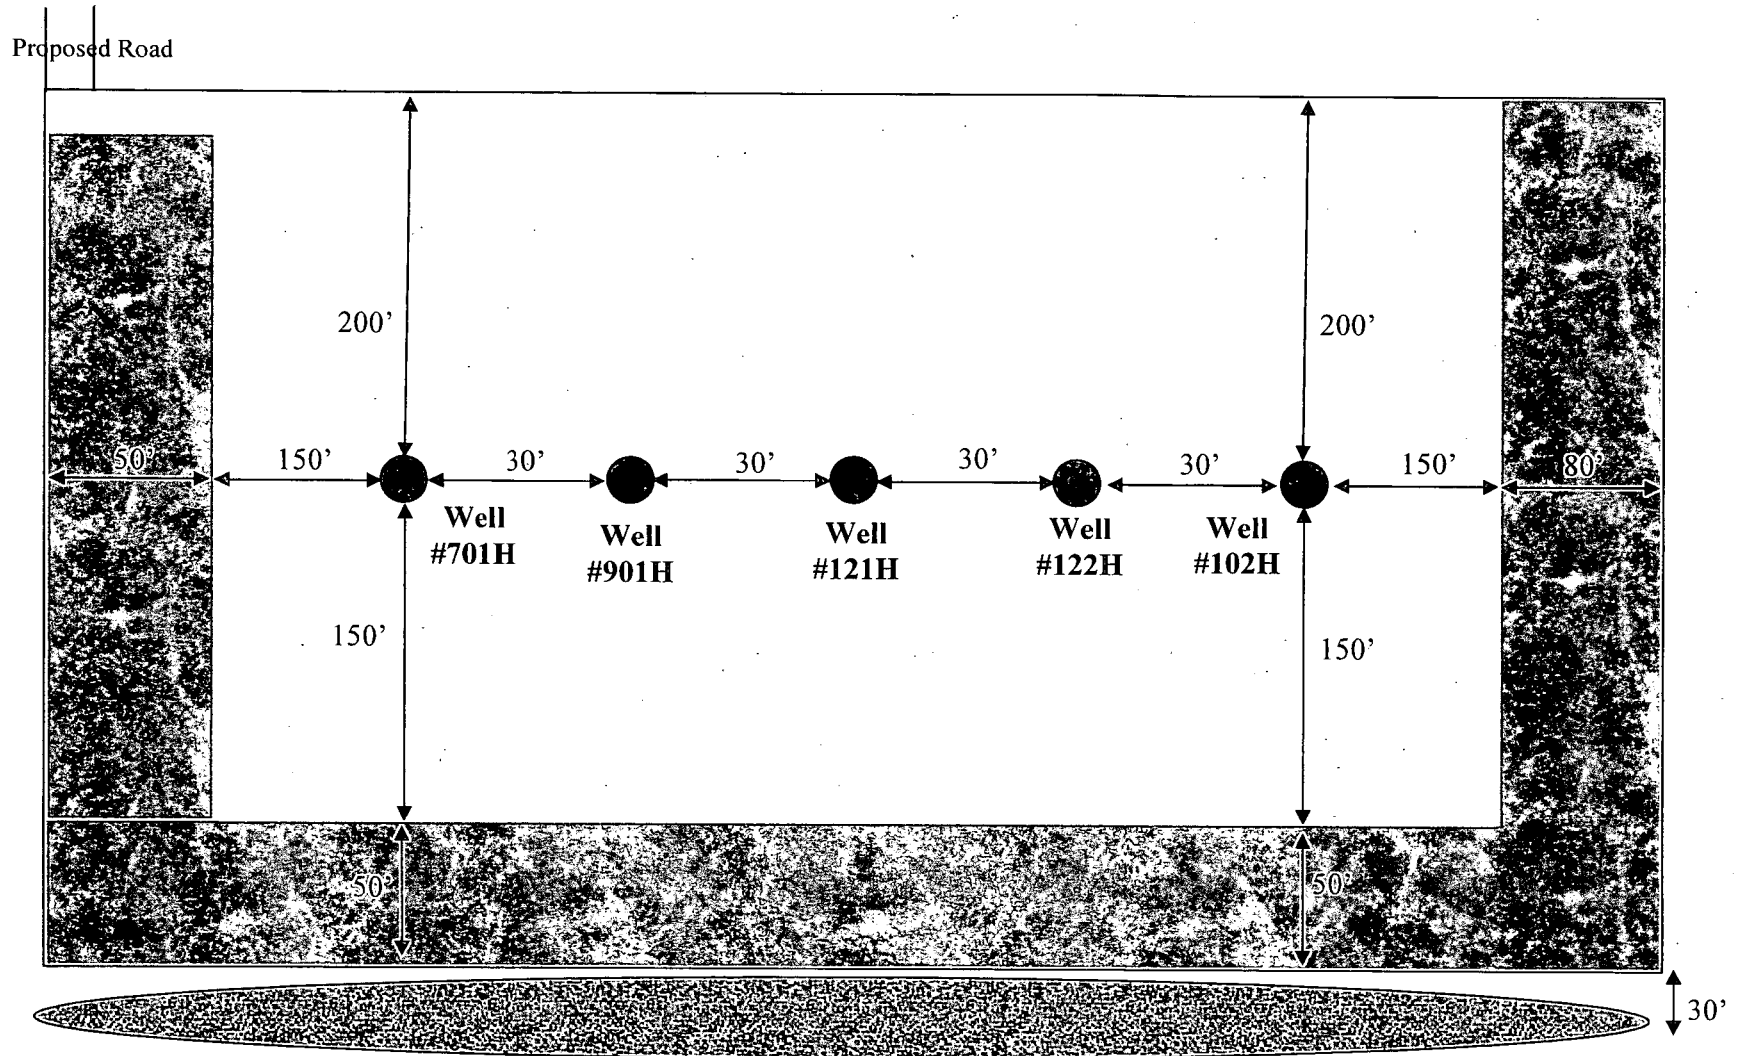 Proposed Road
200’
200’
50’
150’
30’
30’
30’
30’
150’
80’
Well
#701H
Well
#901H
Well
#121H
Well
#122H
Well
#102H
150’
150’
50’
50’
30’